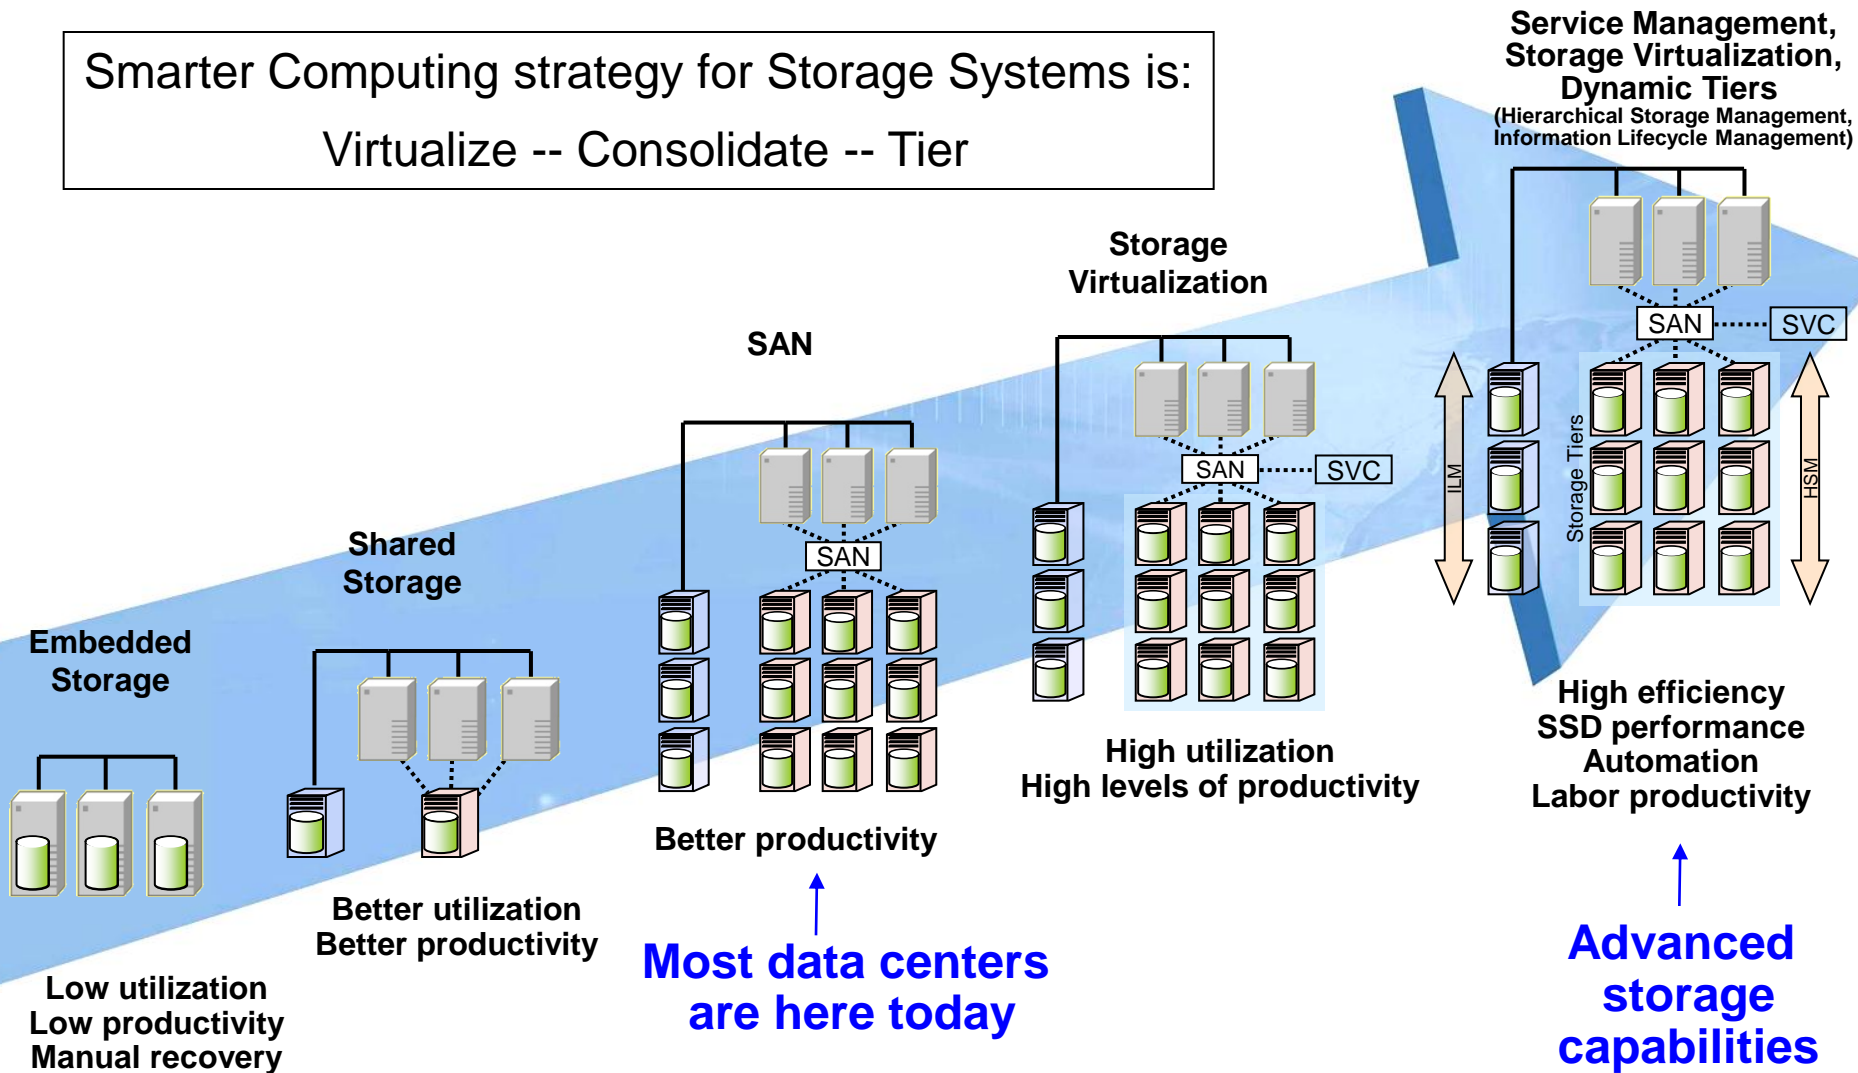 Smarter Computing strategy for Storage Systems is:
Virtualize -- Consolidate -- Tier
Service Management,
Storage Virtualization,
Dynamic Tiers
(Hierarchical Storage Management,
Information Lifecycle Management)
Storage
Virtualization
SAN
Shared
Storage
Embedded
Storage
SAN
SAN
SVC
SAN
SVC
ILM
Storage Tiers
HSM
Low utilization
Low productivity
Manual recovery
Better utilization
Better productivity
Better productivity
High utilization
High levels of productivity
High efficiency
SSD performance
Automation
Labor productivity
Most data centers
are here today
Advanced
storage
capabilities